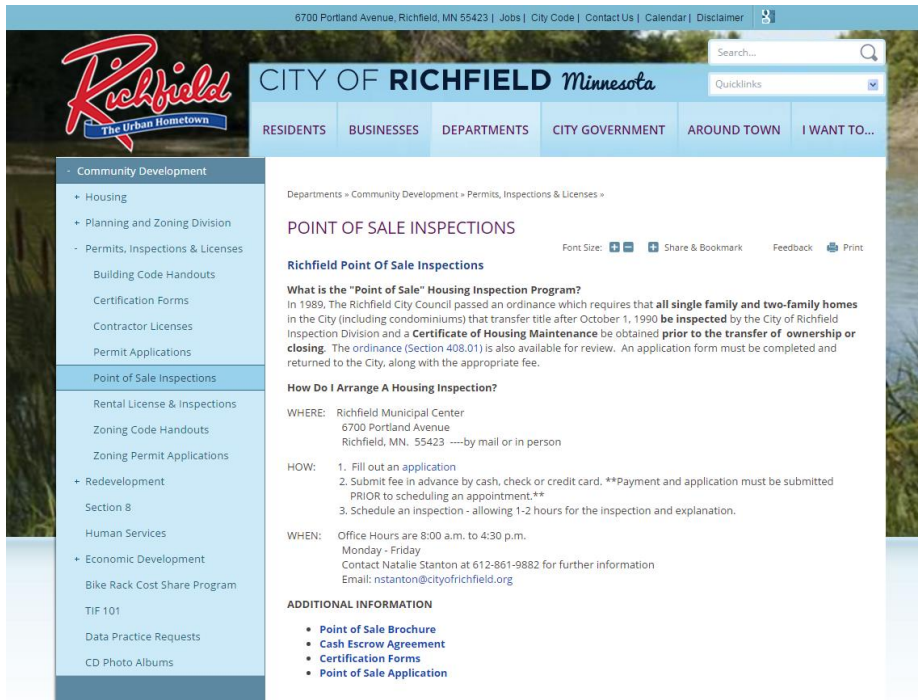 6700 Portland Avenue, Richfield, MN 55423 | Jobs | City Code | Contact Us | Calendar | Disclaimer
Richfield
The Urban Hometown
Search...
CITY OF RICHFIELD Minnesota
Quicklinks
RESIDENTS BUSINESSES DEPARTMENTS CITY GOVERNMENT AROUND TOWN I WANT TO...
- Community Development
+ Housing
+ Planning and Zoning Division
- Permits, Inspections & Licenses
Building Code Handouts
Certification Forms
Contractor Licenses
Permit Applications
Point of Sale Inspections
Rental License & Inspections
Zoning Code Handouts
Zoning Permit Applications
+ Redevelopment
Section 8
Human Services
+ Economic Development
Bike Rack Cost Share Program
TIF 101
Data Practice Requests
CD Photo Albums
Departments » Community Development » Permits, Inspections & Licenses »
POINT OF SALE INSPECTIONS
Font Size: + - + Share & Bookmark Feedback Print
Richfield Point Of Sale Inspections
What is the "Point of Sale" Housing Inspection Program?
In 1989, The Richfield City Council passed an ordinance which requires that all single family and two-family homes
in the City (including condominiums) that transfer title after October 1, 1990 be inspected by the City of Richfield
Inspection Division and a Certificate of Housing Maintenance be obtained prior to the transfer of ownership or
closing. The ordinance (Section 408.01) is also available for review. An application form must be completed and
returned to the City, along with the appropriate fee.
How Do I Arrange A Housing Inspection?
WHERE: Richfield Municipal Center
6700 Portland Avenue
Richfield, MN. 55423 ----by mail or in person
HOW: 1. Fill out an application
2. Submit fee in advance by cash, check or credit card. **Payment and application must be submitted
PRIOR to scheduling an appointment.**
3. Schedule an inspection - allowing 1-2 hours for the inspection and explanation.
WHEN: Office Hours are 8:00 a.m. to 4:30 p.m.
Monday - Friday
Contact Natalie Stanton at 612-861-9882 for further information
Email: nstanton@cityofrichfield.org
ADDITIONAL INFORMATION
• Point of Sale Brochure
• Cash Escrow Agreement
• Certification Forms
• Point of Sale Application